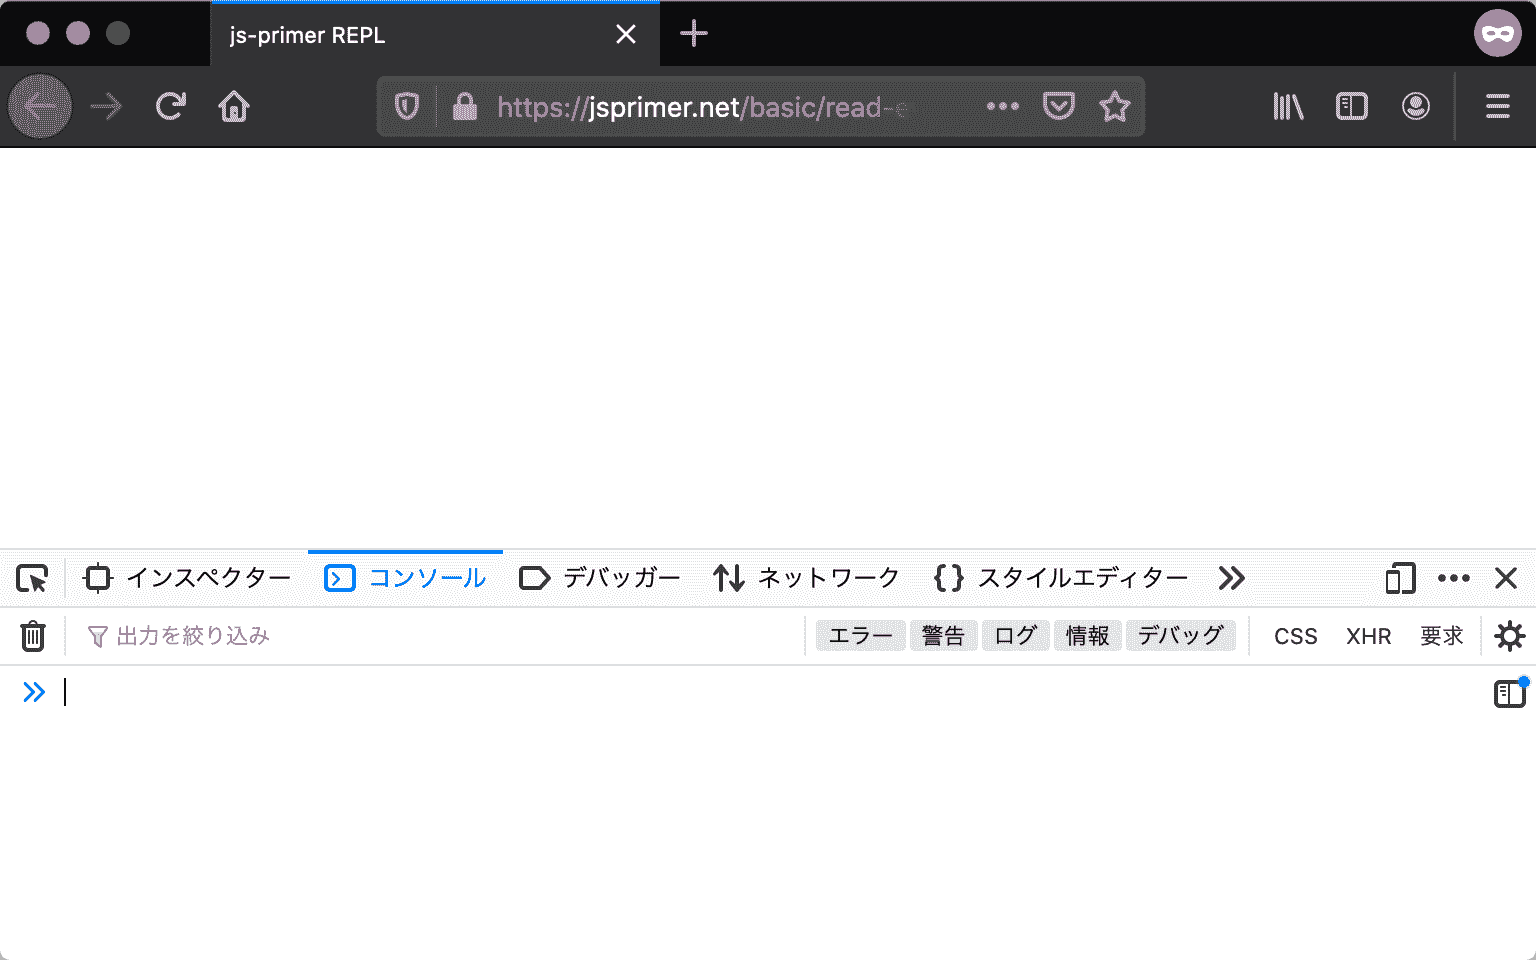 js-primer REPL
https://jsprimer.net/basic/read-e
インスペクター コンソール デバッガー ネットワーク スタイルエディター
出力を絞り込み エラー 警告 ログ 情報 デバッグ CSS XHR 要求